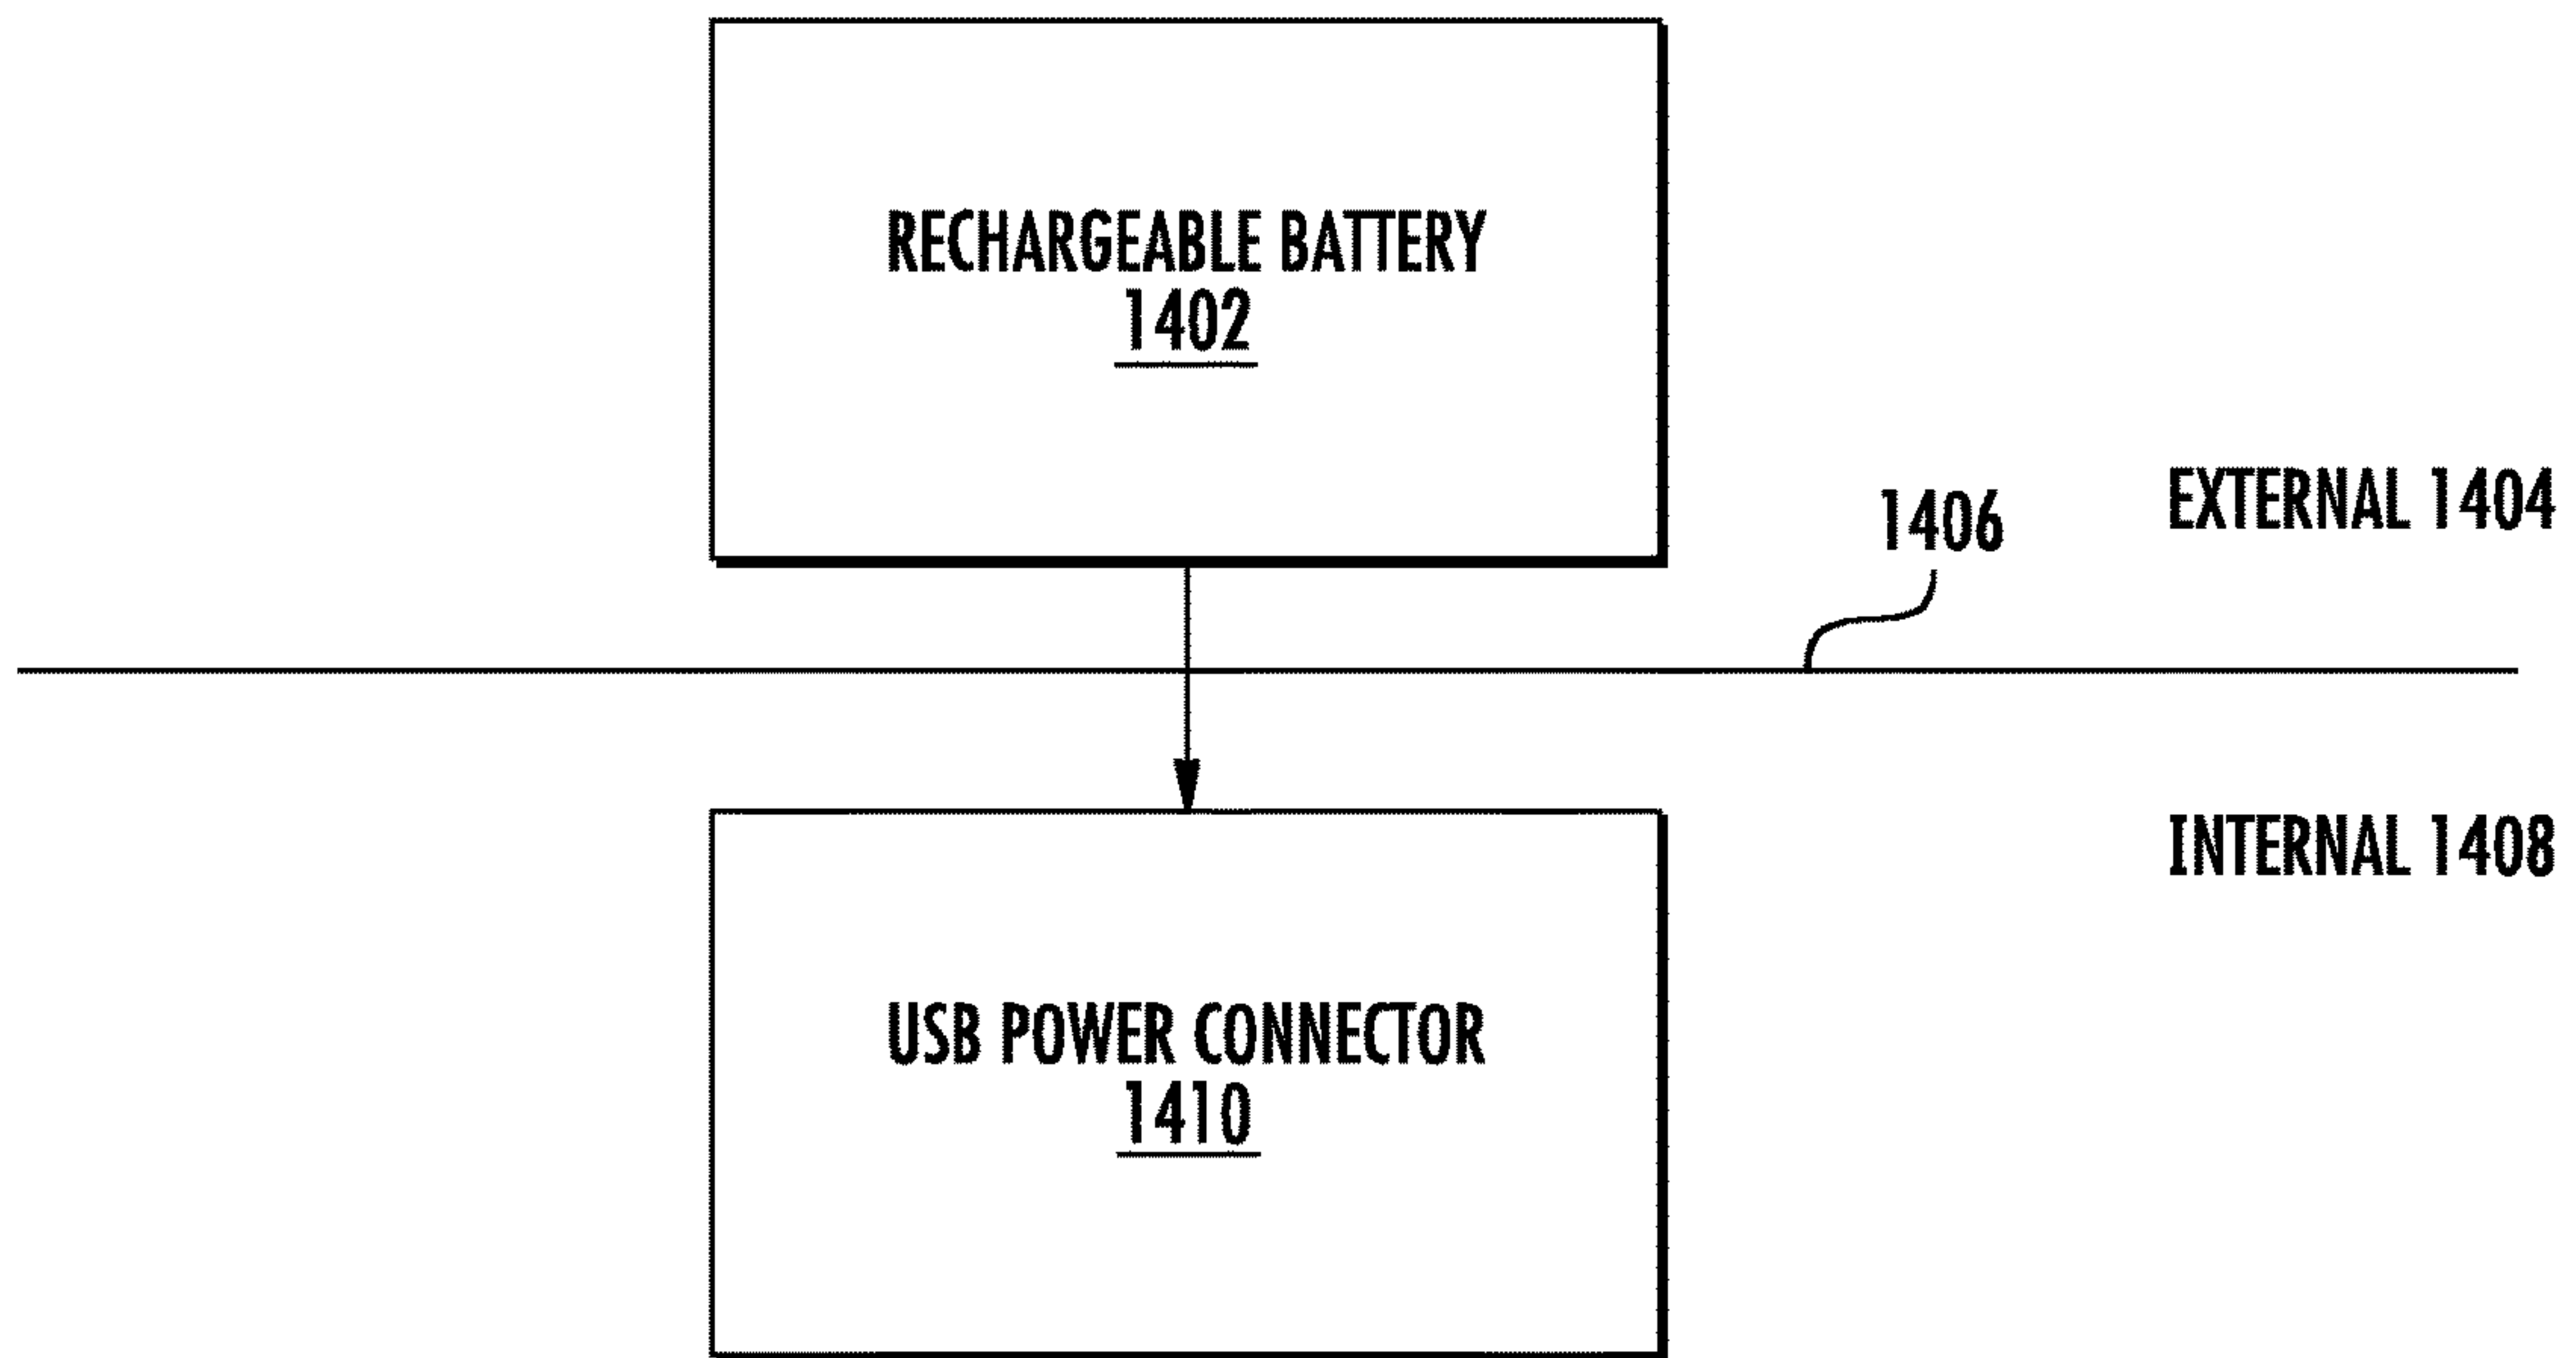 RECHARGEABLE BATTERY
1402
EXTERNAL 1404
1406
INTERNAL 1408
USB POWER CONNECTOR
1410